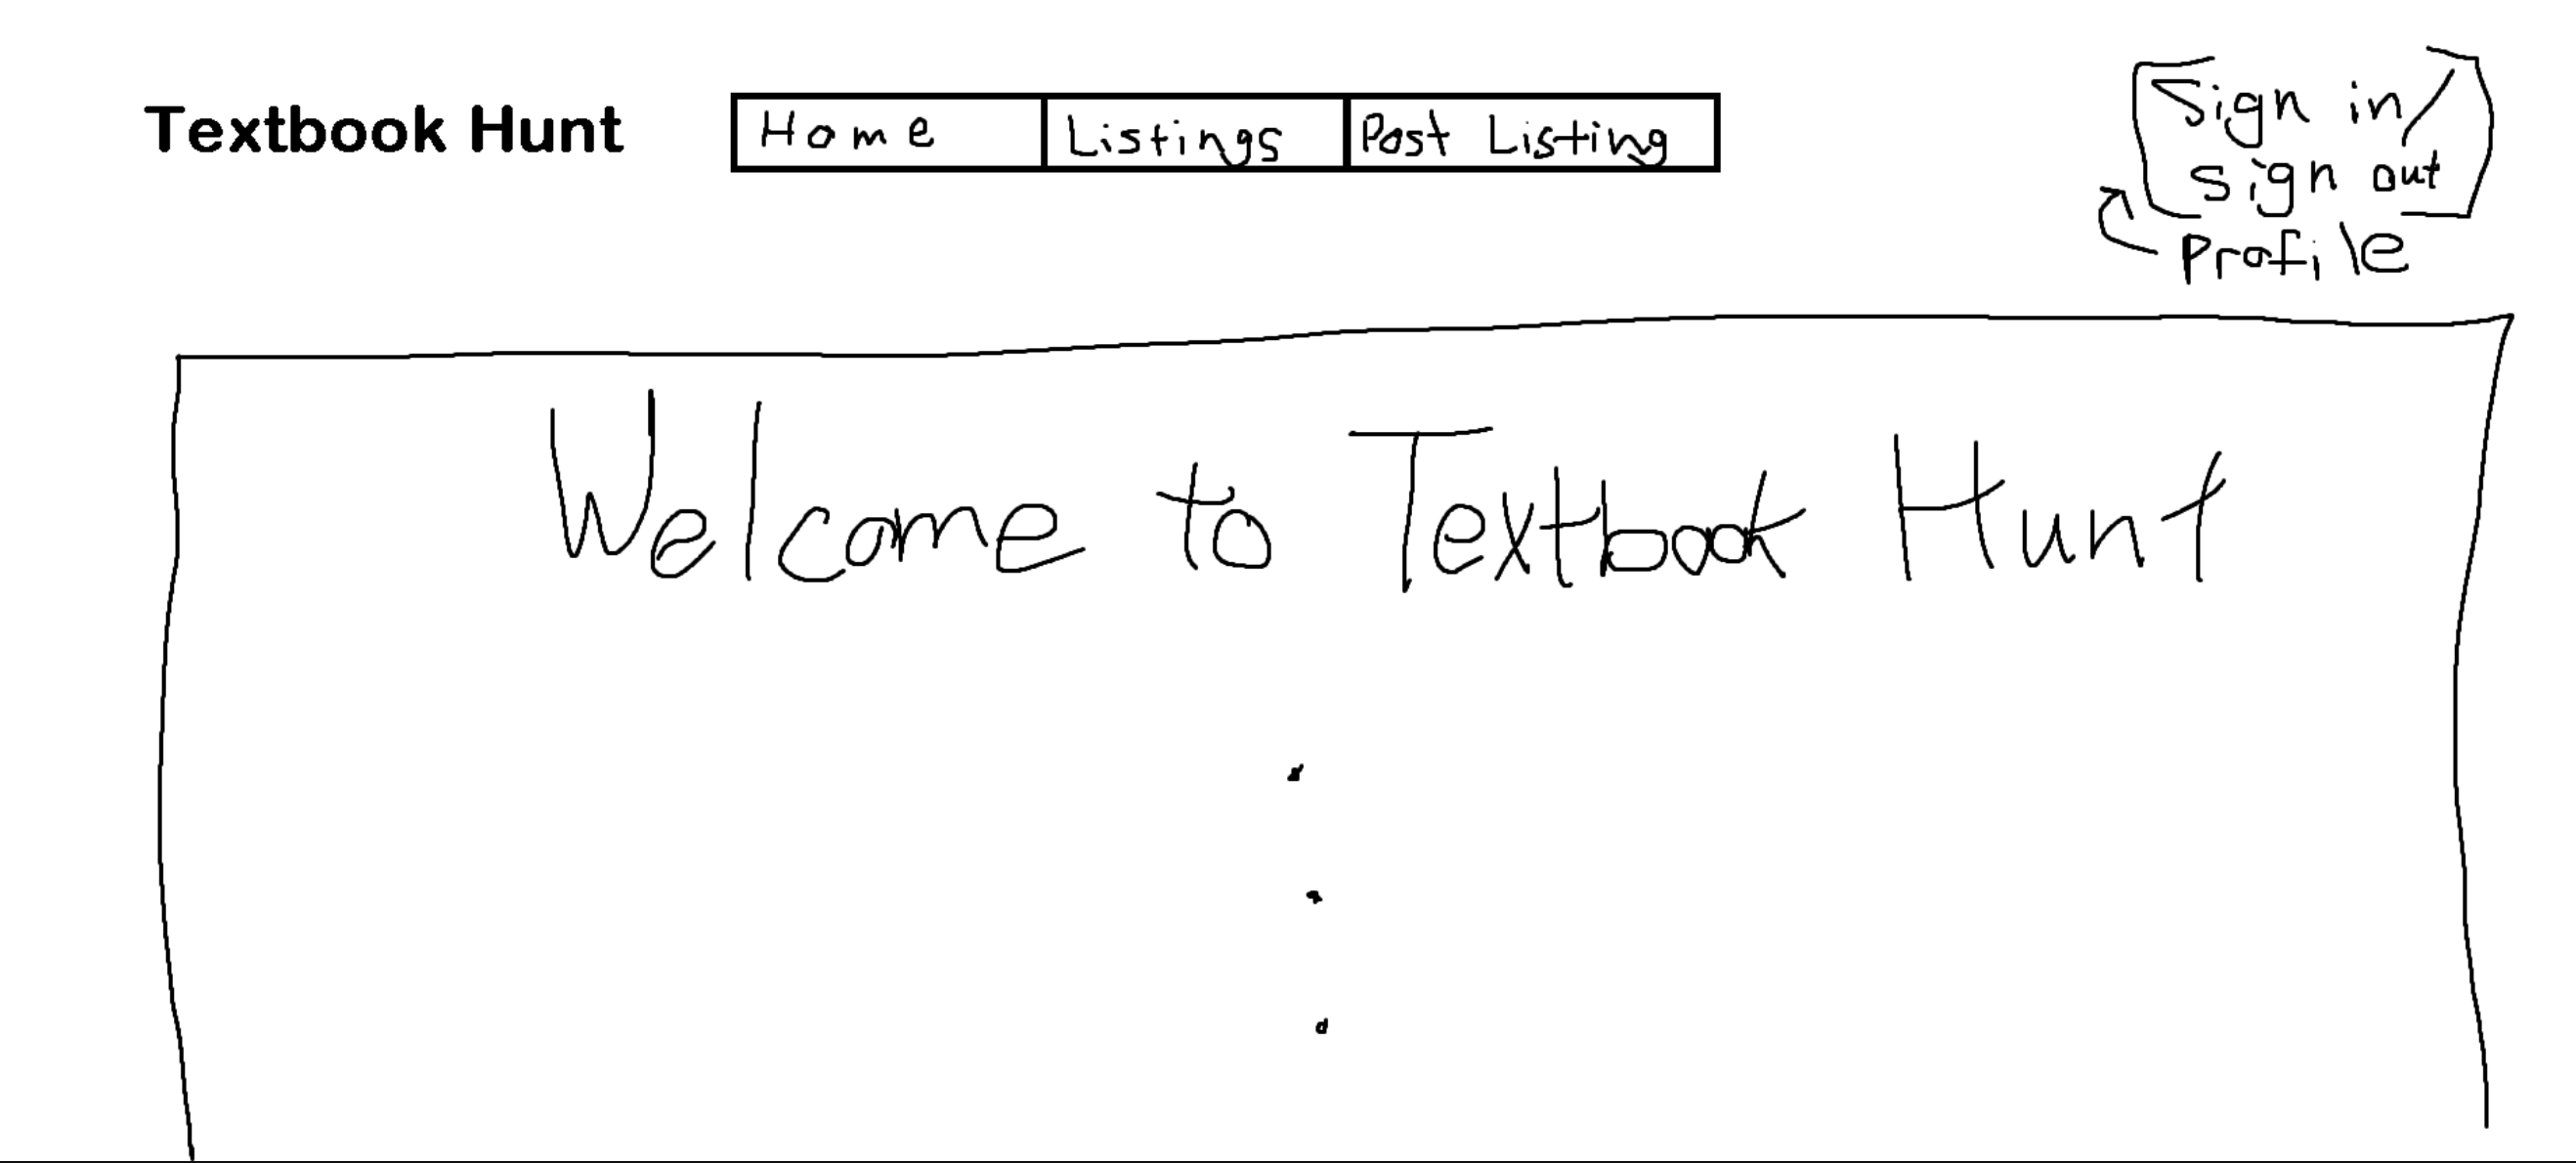 Textbook Hunt
Home
Listings
Post Listing
Sign in/
sign out
Profile
Welcome to Textbook Hunt